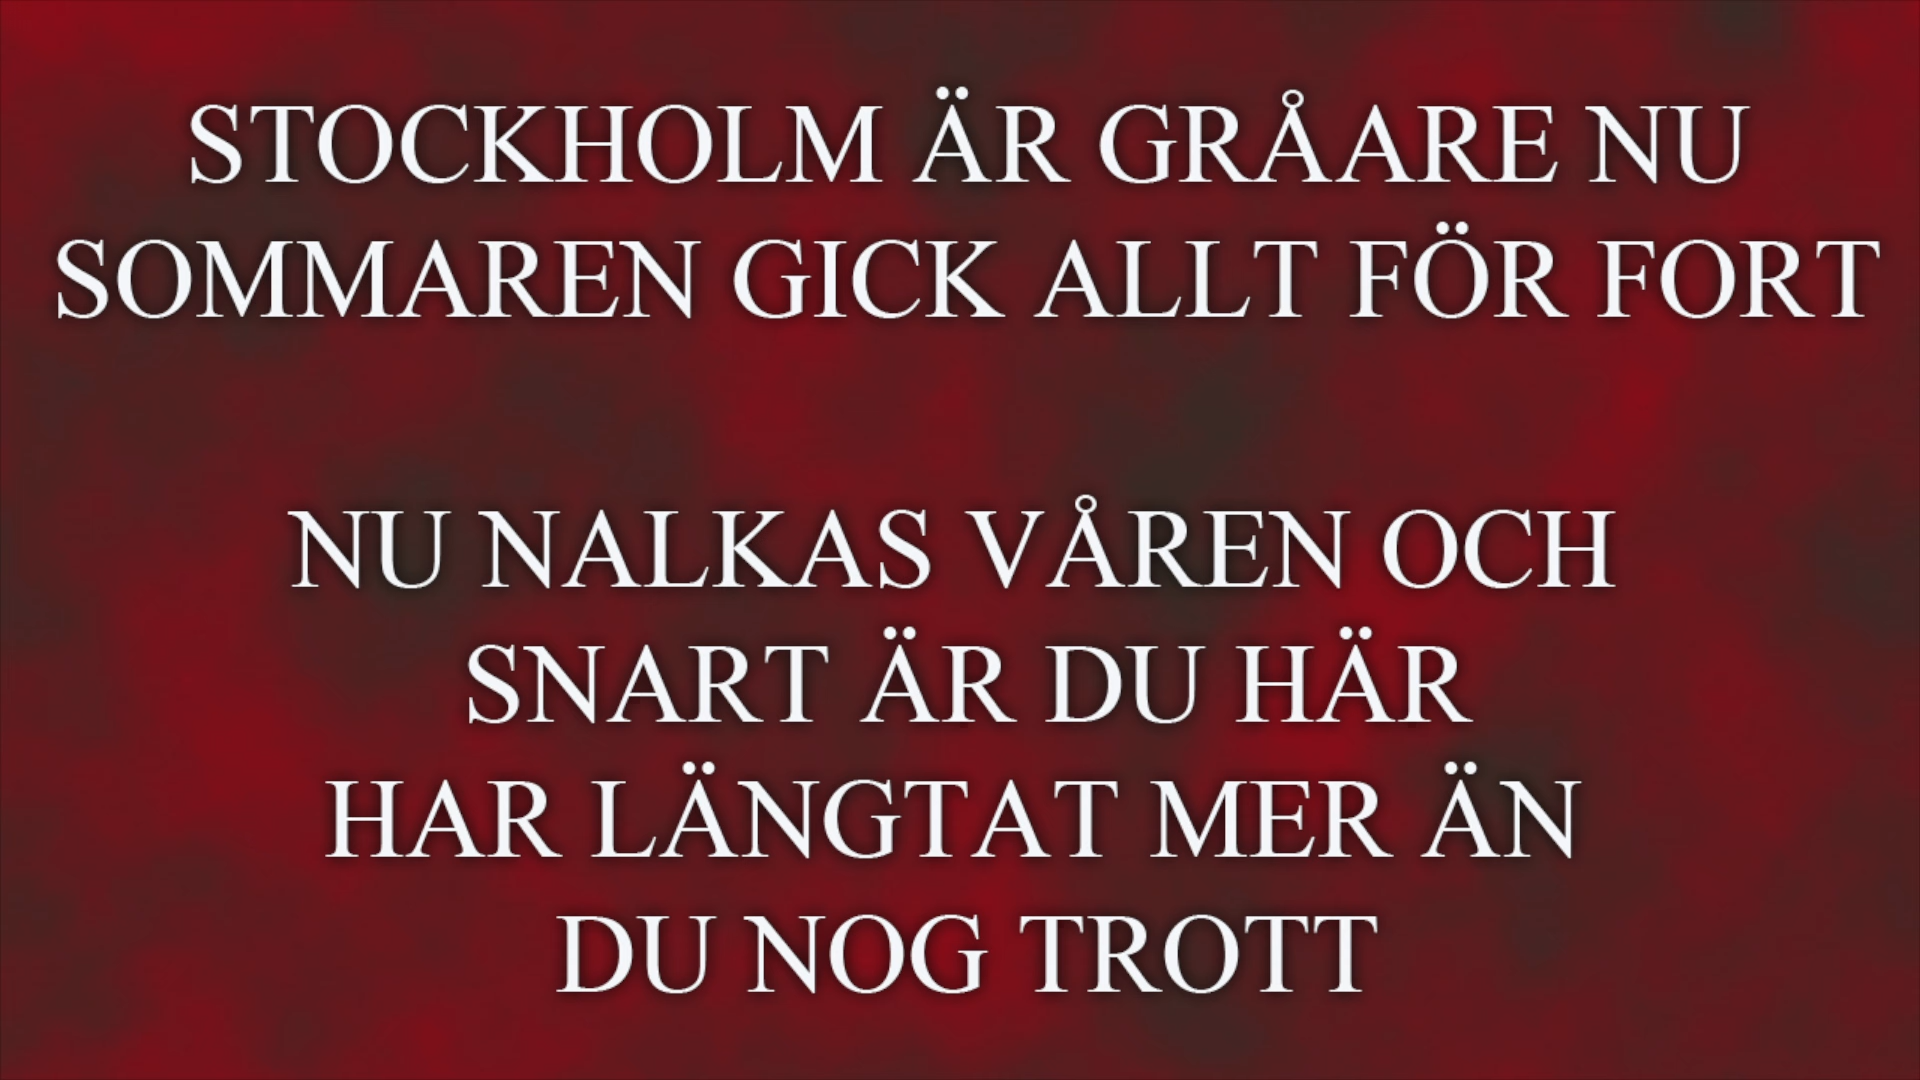 STOCKHOLM ÄR GRÅARE NU
SOMMAREN GICK ALLT FÖR FORT
NU NALKAS VÅREN OCH
SNART ÄR DU HÄR
HAR LÄNGTAT MER ÄN
DU NOG TROTT